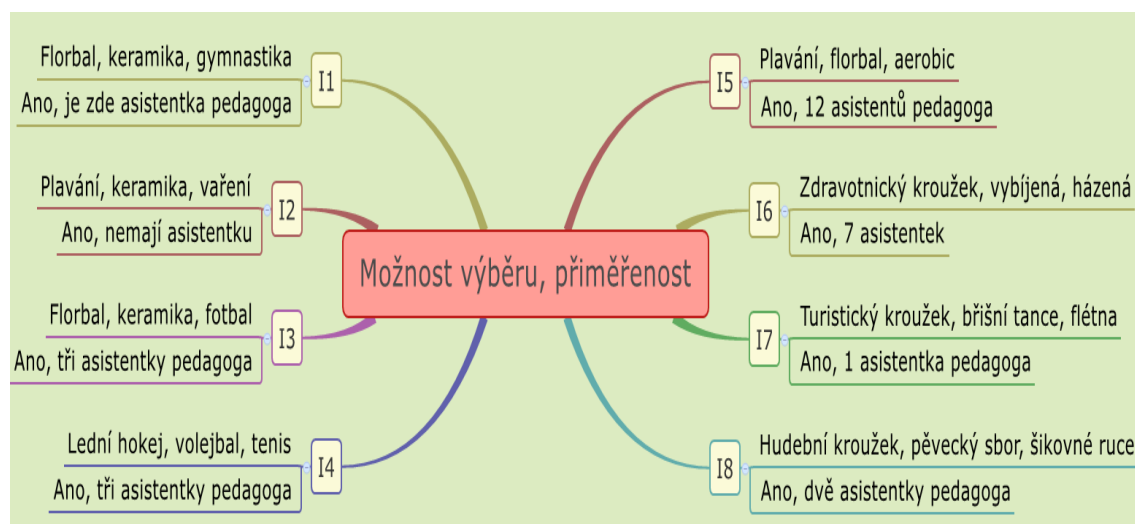 Florbal, keramika, gymnastika
I1
Ano, je zde asistentka pedagoga
Plavání, keramika, vaření
I2
Ano, nemají asistentku
Florbal, keramika, fotbal
I3
Ano, tři asistentky pedagoga
Lední hokej, volejbal, tenis
I4
Ano, tři asistentky pedagoga
Možnost výběru, přiměřenost
Plavání, florbal, aerobic
I5
Ano, 12 asistentů pedagoga
Zdravotnický kroužek, vybíjená, házená
I6
Ano, 7 asistentek
Turistický kroužek, břišní tance, flétna
I7
Ano, 1 asistentka pedagoga
Hudební kroužek, pěvecký sbor, šikovné ruce
I8
Ano, dvě asistentky pedagoga